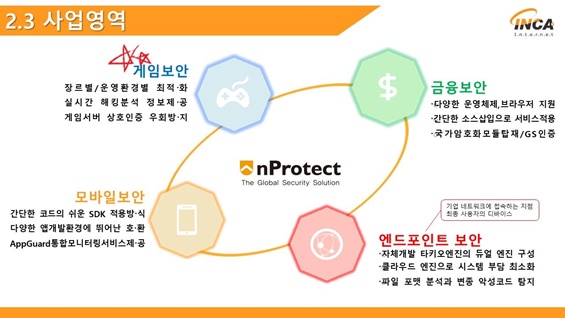 2.3 사업영역
INCA
Internet
게임보안
장르별/운영환경별 최적·화
실시간 해킹분석 정보제·공
게임서버 상호인증 우회방·지
$
금융보안
·다양한 운영체제,브라우저 지원
·간단한 소스삽입으로 서비스적용
·국가암호화모듈탑재/GS인증
nProtect
The Global Security Solution
모바일보안
간단한 코드의 쉬운 SDK 적용방·식
다양한 앱개발환경에 뛰어난 호·환
AppGuard통합모니터링서비스제·공
기업 네트워크에 접속하는 지점
최종 사용자의 디바이스
엔드포인트 보안
·자체개발 타키온엔진의 듀얼 엔진 구성
·클라우드 엔진으로 시스템 부담 최소화
·파일 포맷 분석과 변종 악성코드 탐지